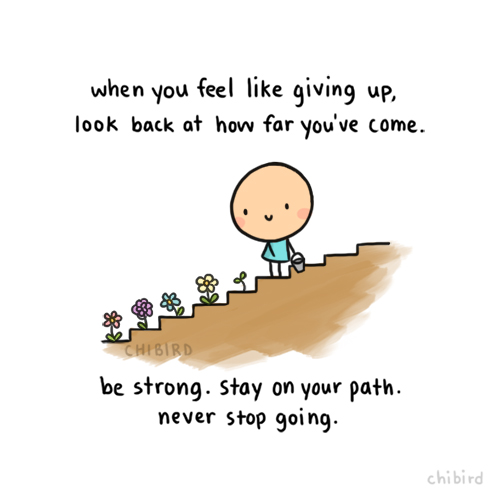 when you feel like giving up,
look back at how far you've come.
CHIBIRD
be strong. stay on your path.
never stop going.
chibird